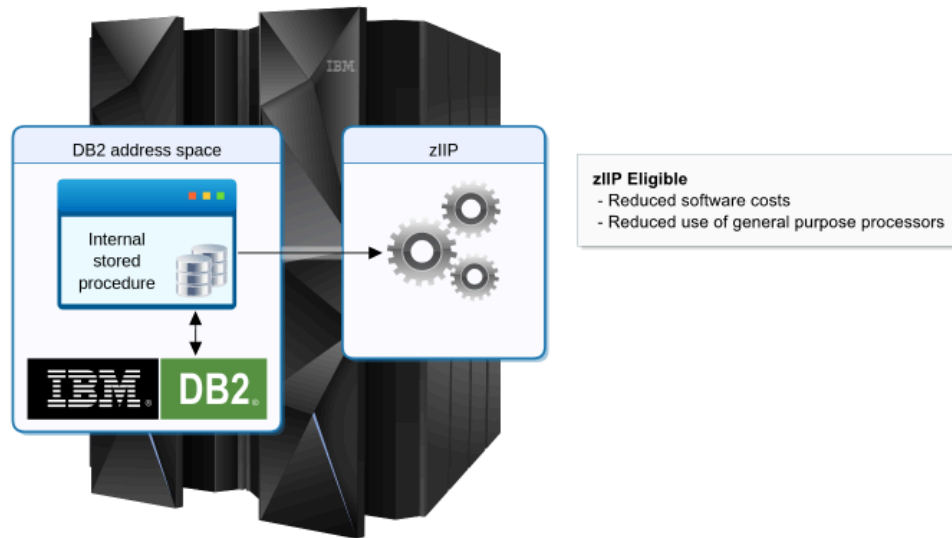 IBM
DB2 address space
zIIP
Internal
stored
procedure
IBM®
DB2®
zIIP Eligible
- Reduced software costs
- Reduced use of general purpose processors